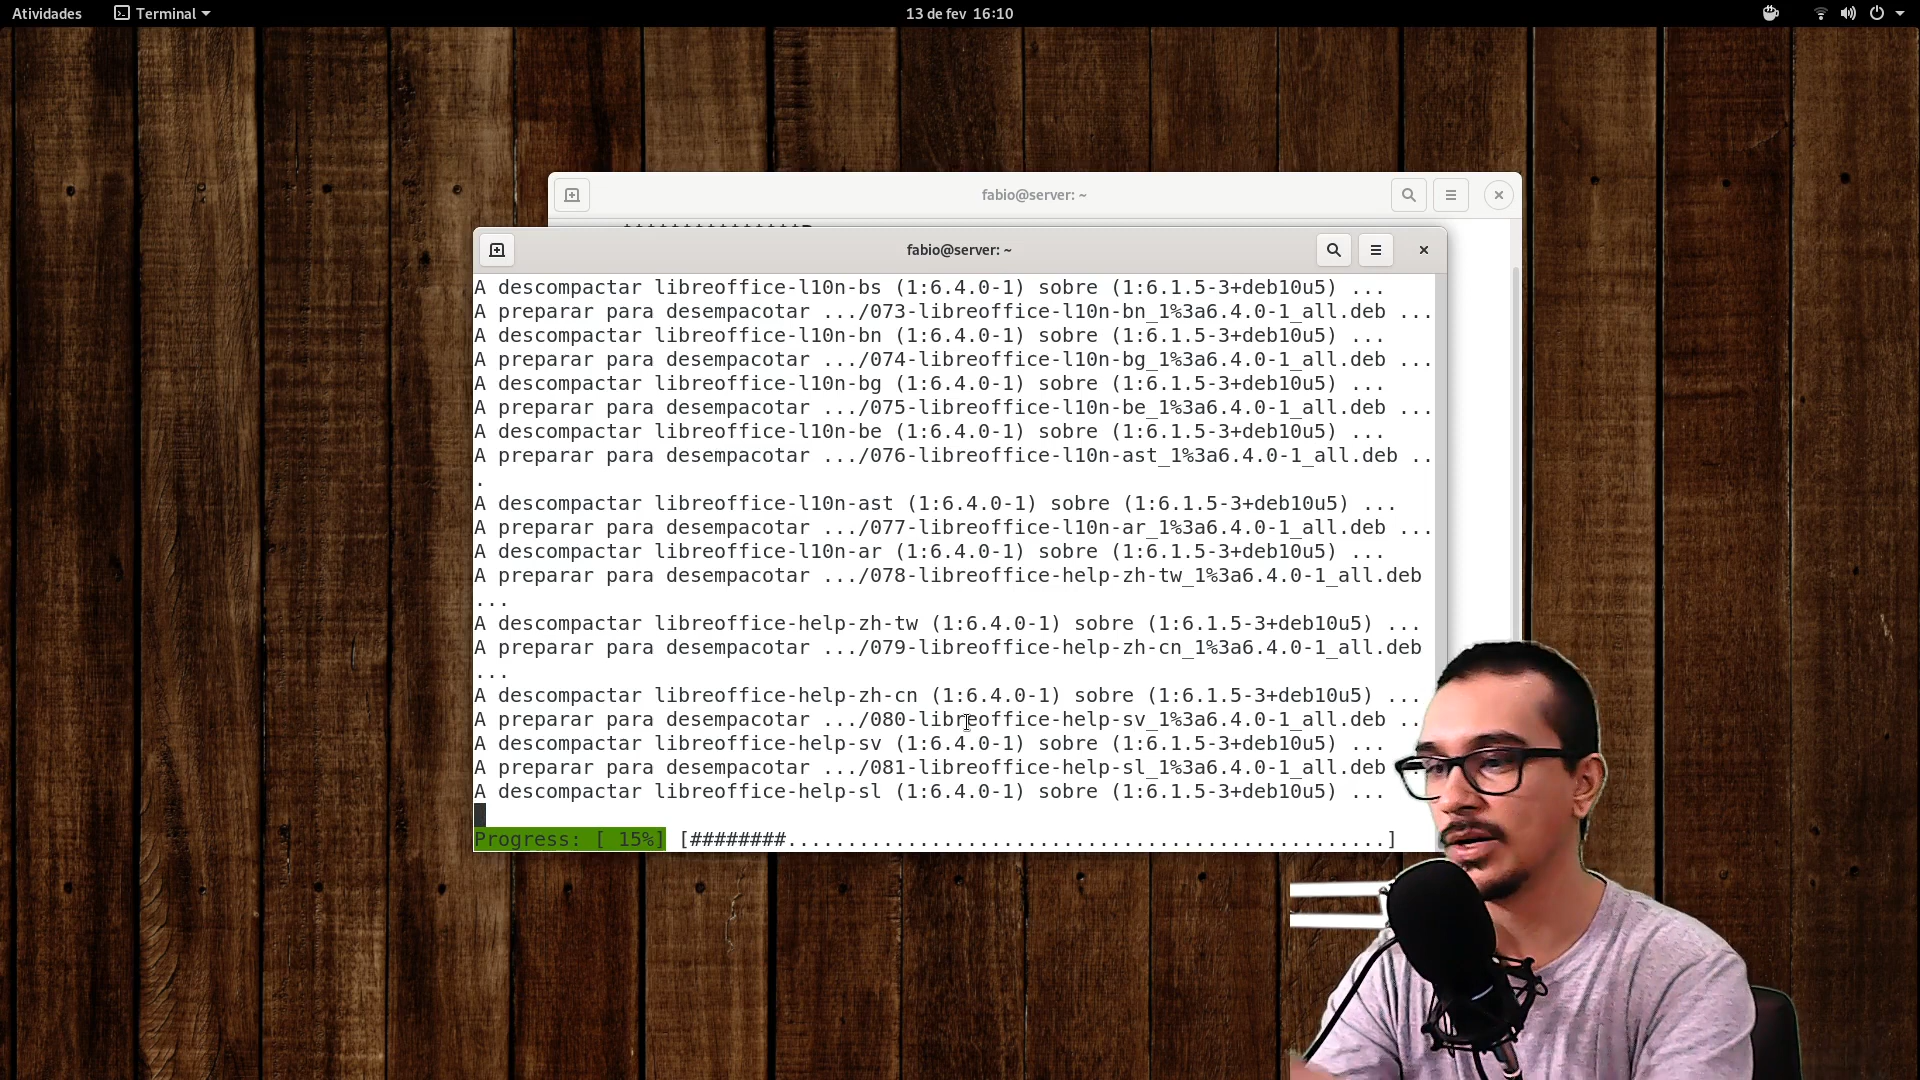 Atividades
Terminal
13 de fev 16:10
fabio@server: ~
fabio@server: ~
A descompactar libreoffice-l10n-bs (1:6.4.0-1) sobre (1:6.1.5-3+deb10u5) ...
A preparar para desempacotar .../073-libreoffice-l10n-bn_1%3a6.4.0-1_all.deb ...
A descompactar libreoffice-l10n-bn (1:6.4.0-1) sobre (1:6.1.5-3+deb10u5) ...
A preparar para desempacotar .../074-libreoffice-l10n-bg_1%3a6.4.0-1_all.deb ...
A descompactar libreoffice-l10n-bg (1:6.4.0-1) sobre (1:6.1.5-3+deb10u5) ...
A preparar para desempacotar .../075-libreoffice-l10n-be_1%3a6.4.0-1_all.deb ...
A descompactar libreoffice-l10n-be (1:6.4.0-1) sobre (1:6.1.5-3+deb10u5) ...
A preparar para desempacotar .../076-libreoffice-l10n-ast_1%3a6.4.0-1_all.deb ..
.
A descompactar libreoffice-l10n-ast (1:6.4.0-1) sobre (1:6.1.5-3+deb10u5) ...
A preparar para desempacotar .../077-libreoffice-l10n-ar_1%3a6.4.0-1_all.deb ...
A descompactar libreoffice-l10n-ar (1:6.4.0-1) sobre (1:6.1.5-3+deb10u5) ...
A preparar para desempacotar .../078-libreoffice-help-zh-tw_1%3a6.4.0-1_all.deb
...
A descompactar libreoffice-help-zh-tw (1:6.4.0-1) sobre (1:6.1.5-3+deb10u5) ...
A preparar para desempacotar .../079-libreoffice-help-zh-cn_1%3a6.4.0-1_all.deb
...
A descompactar libreoffice-help-zh-cn (1:6.4.0-1) sobre (1:6.1.5-3+deb10u5) ...
A preparar para desempacotar .../080-libreoffice-help-sv_1%3a6.4.0-1_all.deb ..
A descompactar libreoffice-help-sv (1:6.4.0-1) sobre (1:6.1.5-3+deb10u5) ...
A preparar para desempacotar .../081-libreoffice-help-sl_1%3a6.4.0-1_all.deb
A descompactar libreoffice-help-sl (1:6.4.0-1) sobre (1:6.1.5-3+deb10u5) ...
Progress: [ 15%] [########..................................................]